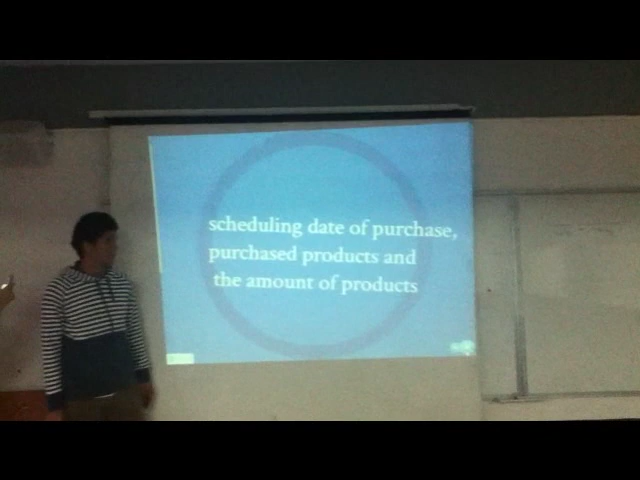 scheduling date of purchase,
purchased products and
the amount of products